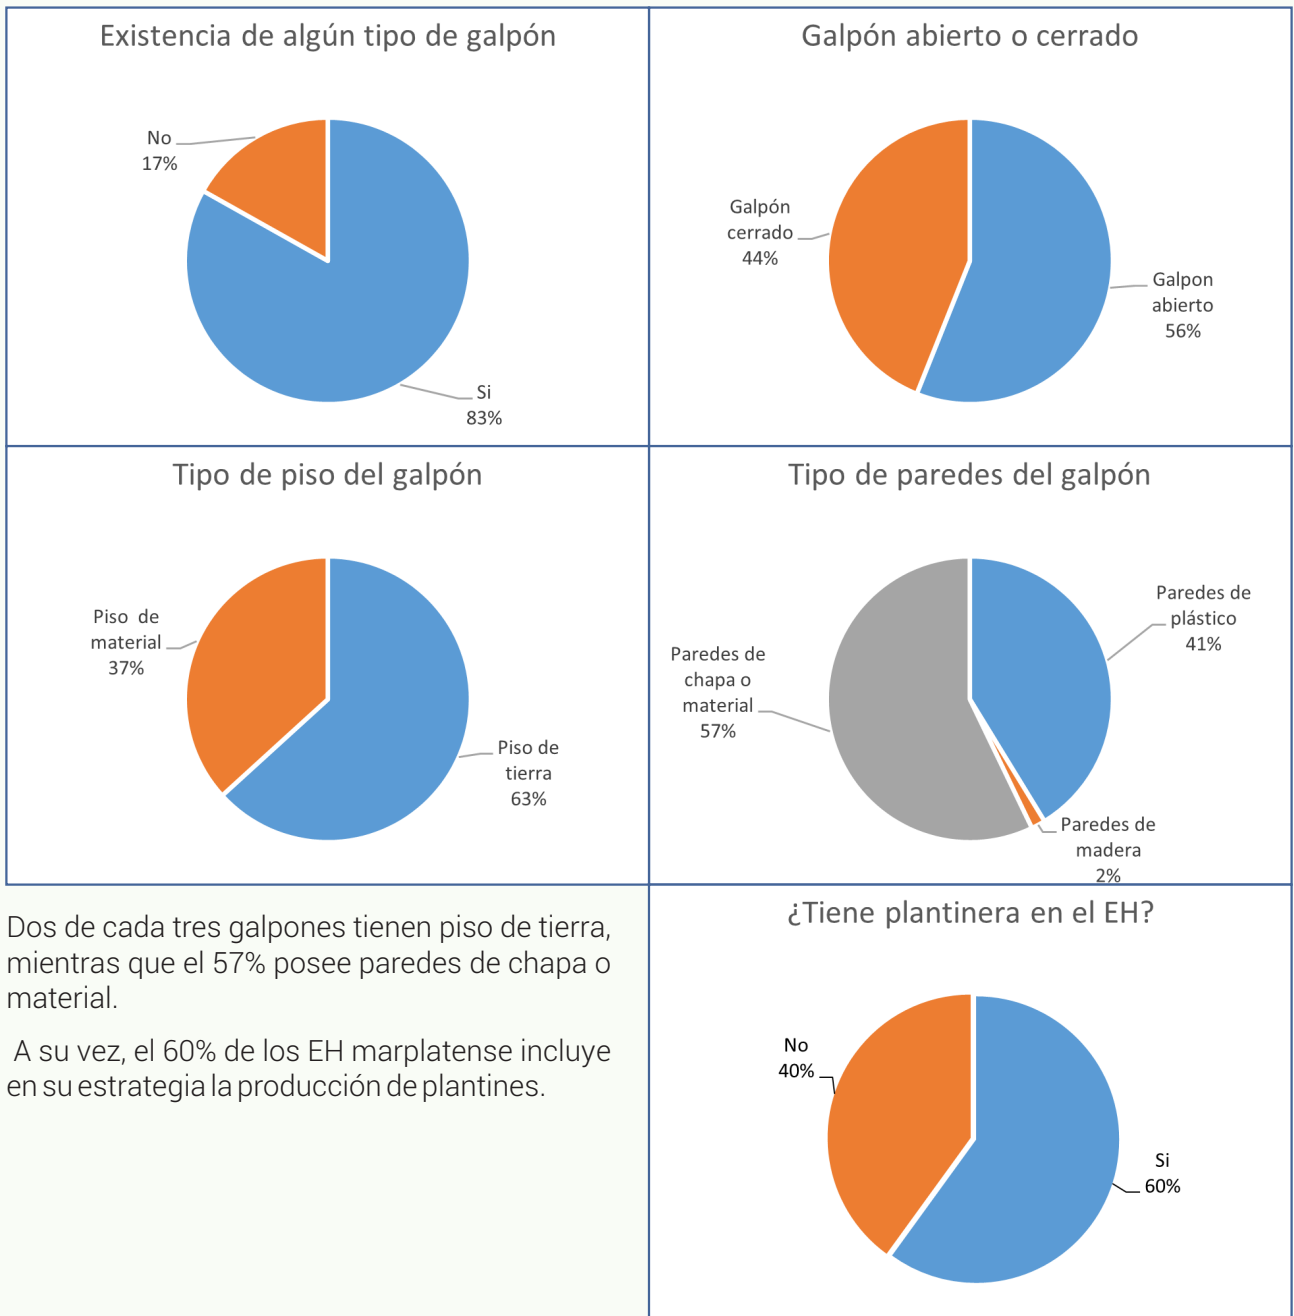 Existencia de algún tipo de galpón
No
17%
Si
83%
Galpón abierto o cerrado
Galpón
cerrado
44%
Galpon
abierto
56%
Tipo de piso del galpón
Piso de
material
37%
Piso de
tierra
63%
Tipo de paredes del galpón
Paredes de
plástico
41%
Paredes de
chapa o
material
57%
Paredes de
madera
2%
Dos de cada tres galpones tienen piso de tierra,
mientras que el 57% posee paredes de chapa o
material.
A su vez, el 60% de los EH marplatense incluye
en su estrategia la producción de plantines.
¿Tiene plantinera en el EH?
No
40%
Si
60%